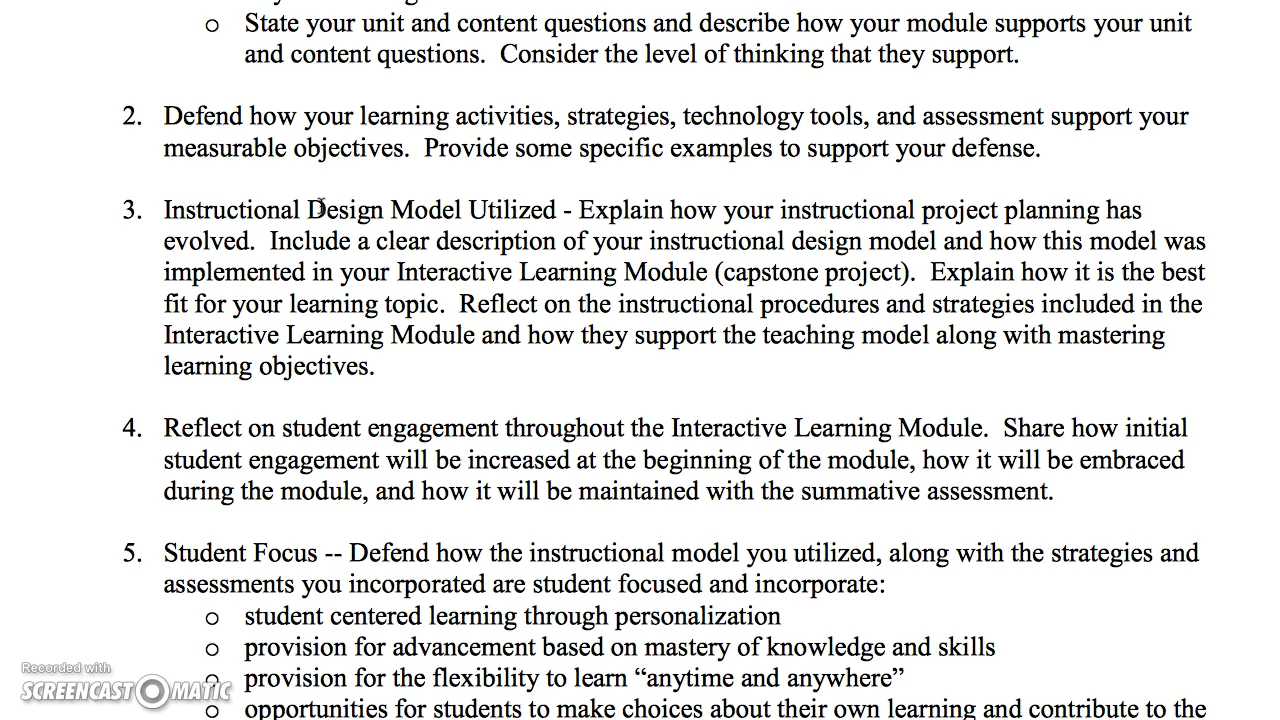 o State your unit and content questions and describe how your module supports your unit
and content questions.  Consider the level of thinking that they support.
2. Defend how your learning activities, strategies, technology tools, and assessment support your
measurable objectives.  Provide some specific examples to support your defense.
3. Instructional Design Model Utilized - Explain how your instructional project planning has
evolved.  Include a clear description of your instructional design model and how this model was
implemented in your Interactive Learning Module (capstone project).  Explain how it is the best
fit for your learning topic.  Reflect on the instructional procedures and strategies included in the
Interactive Learning Module and how they support the teaching model along with mastering
learning objectives.
4. Reflect on student engagement throughout the Interactive Learning Module.  Share how initial
student engagement will be increased at the beginning of the module, how it will be embraced
during the module, and how it will be maintained with the summative assessment.
5. Student Focus -- Defend how the instructional model you utilized, along with the strategies and
assessments you incorporated are student focused and incorporate:
o student centered learning through personalization
o provision for advancement based on mastery of knowledge and skills
o provision for the flexibility to learn “anytime and anywhere”
o opportunities for students to make choices about their own learning and contribute to the
Recorded with
SCREENCAST O MATIC